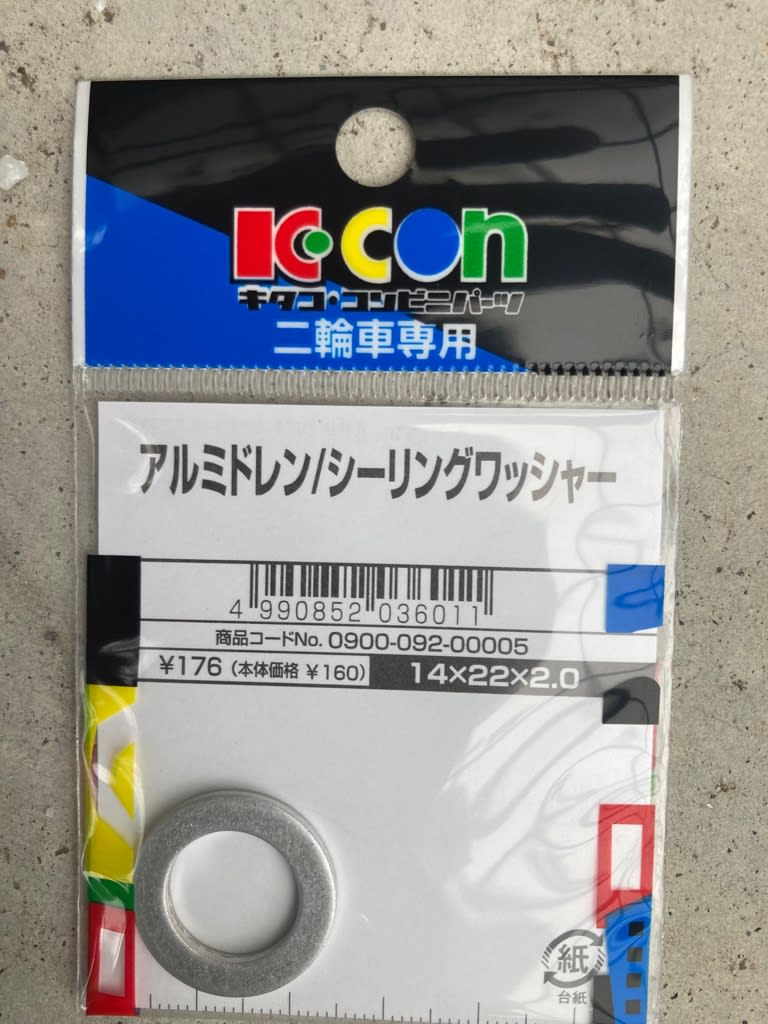 K・CON
キタコ・コンビニパーツ
二輪車専用
アルミドレン/シーリングワッシャー
4 990852 036011
商品コードNo. 0900-092-00005
¥176 (本体価格 ¥160) 14×22×2.0
紙
台紙